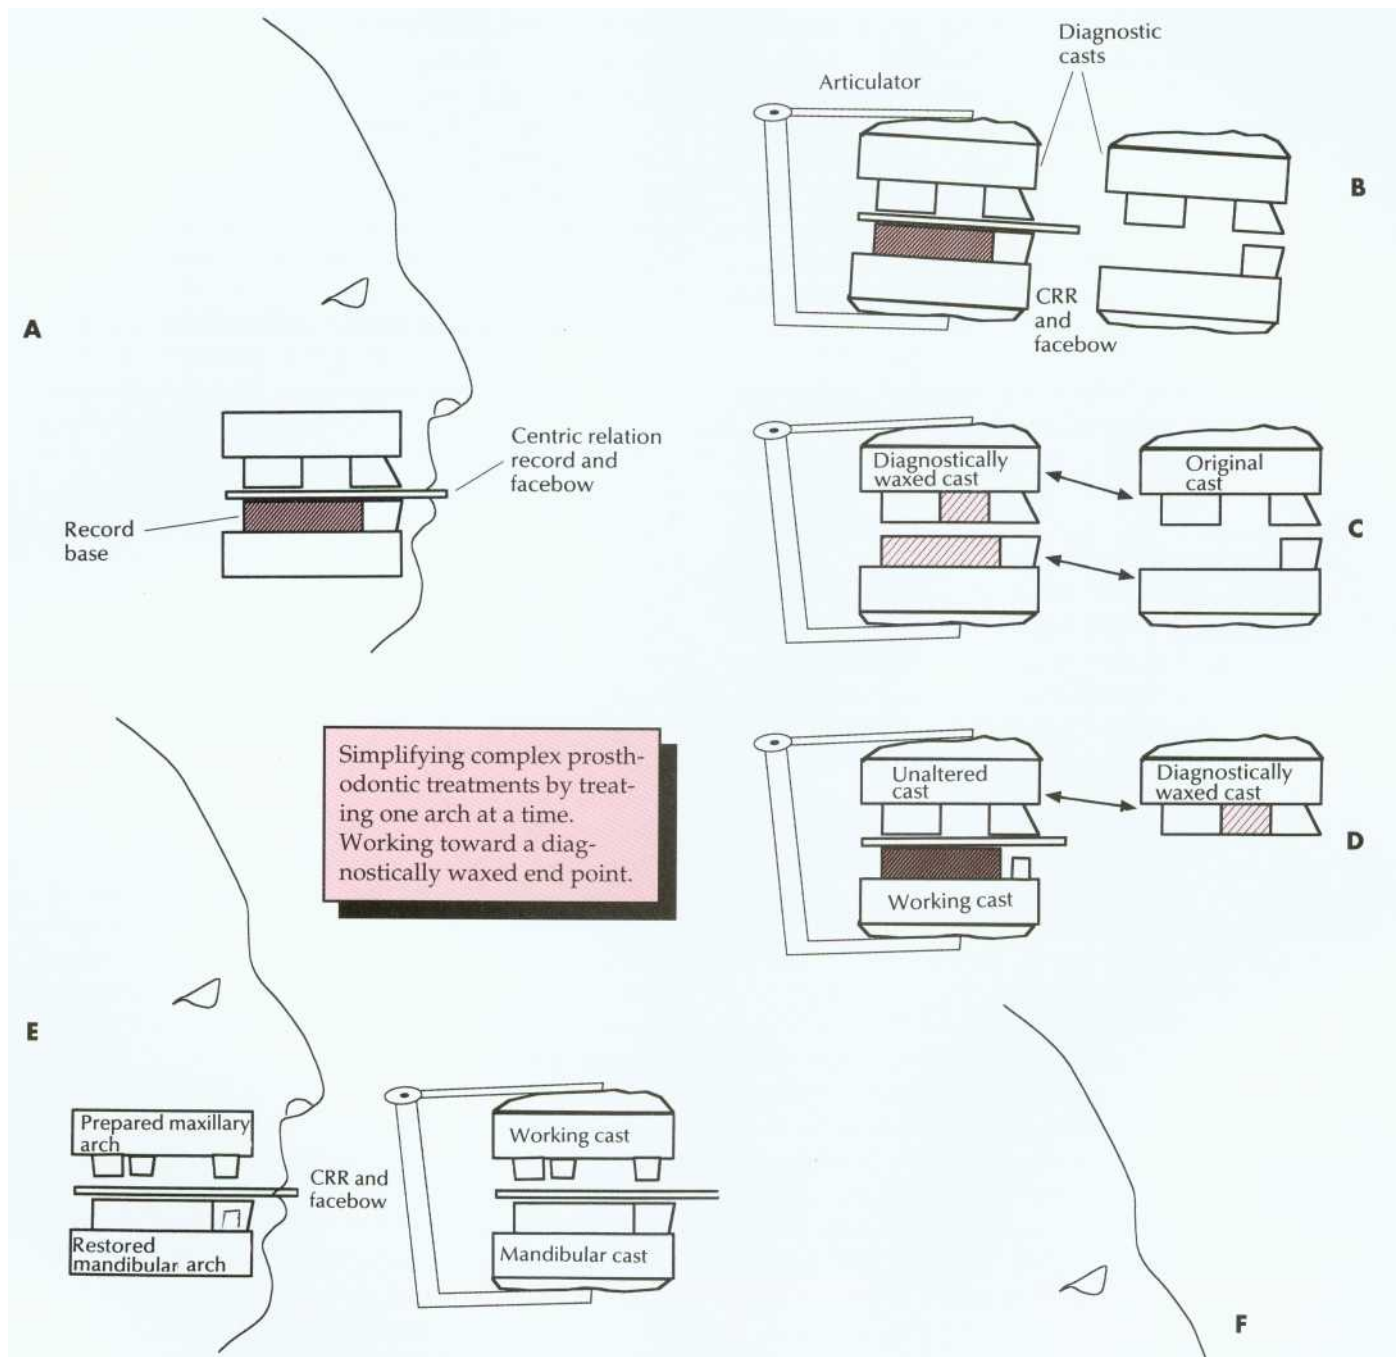 A
Centric relation
record and
facebow
Record
base
Diagnostic
casts
Articulator
B
CRR
and
facebow
Diagnostically
waxed cast
Original
cast
C
Simplifying complex prosth-
odontic treatments by treat-
ing one arch at a time.
Working toward a diag-
nostically waxed end point.
Unaltered
cast
Diagnostically
waxed cast
D
Working cast
E
Prepared maxillary
arch
CRR and
facebow
Restored
mandibular arch
Working cast
Mandibular cast
F